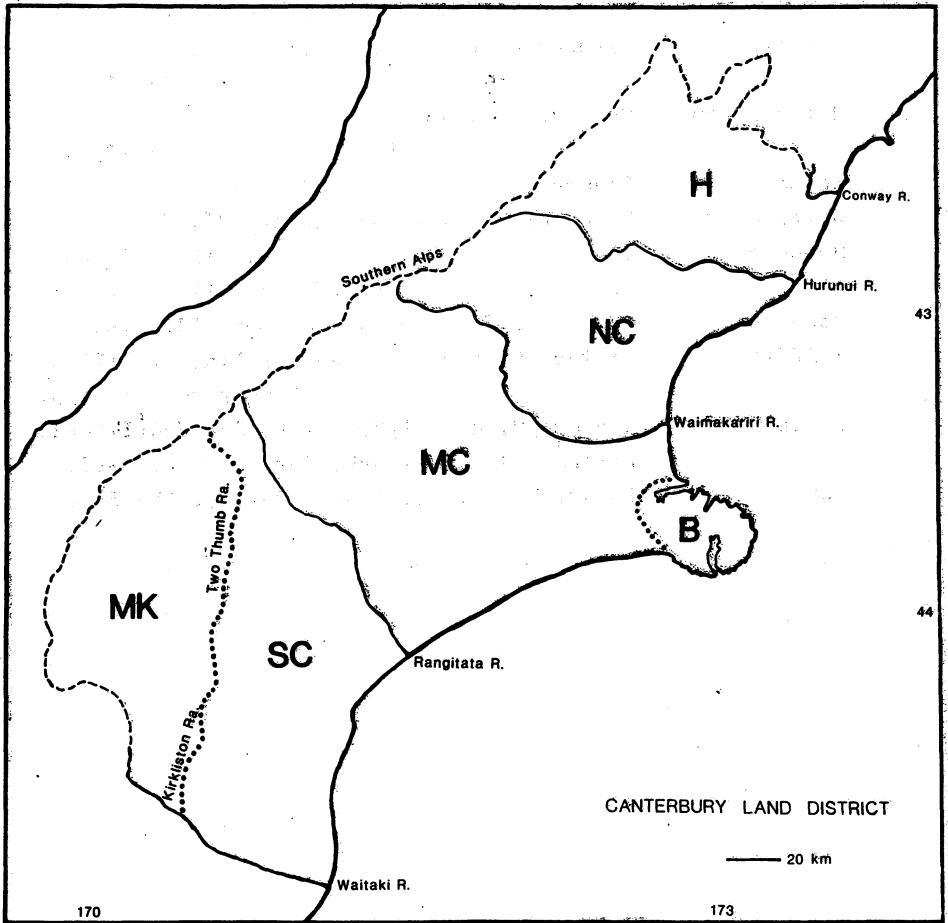 H
Conway R.
Southern Alps
Hurunui R.
43
NC
Waimakariri R.
MC
Two Thumb Ra.
B
MK
44
SC
Rangitata R.
Kirkliston Ra.
CANTERBURY LAND DISTRICT
20 km
Waitaki R.
170
173